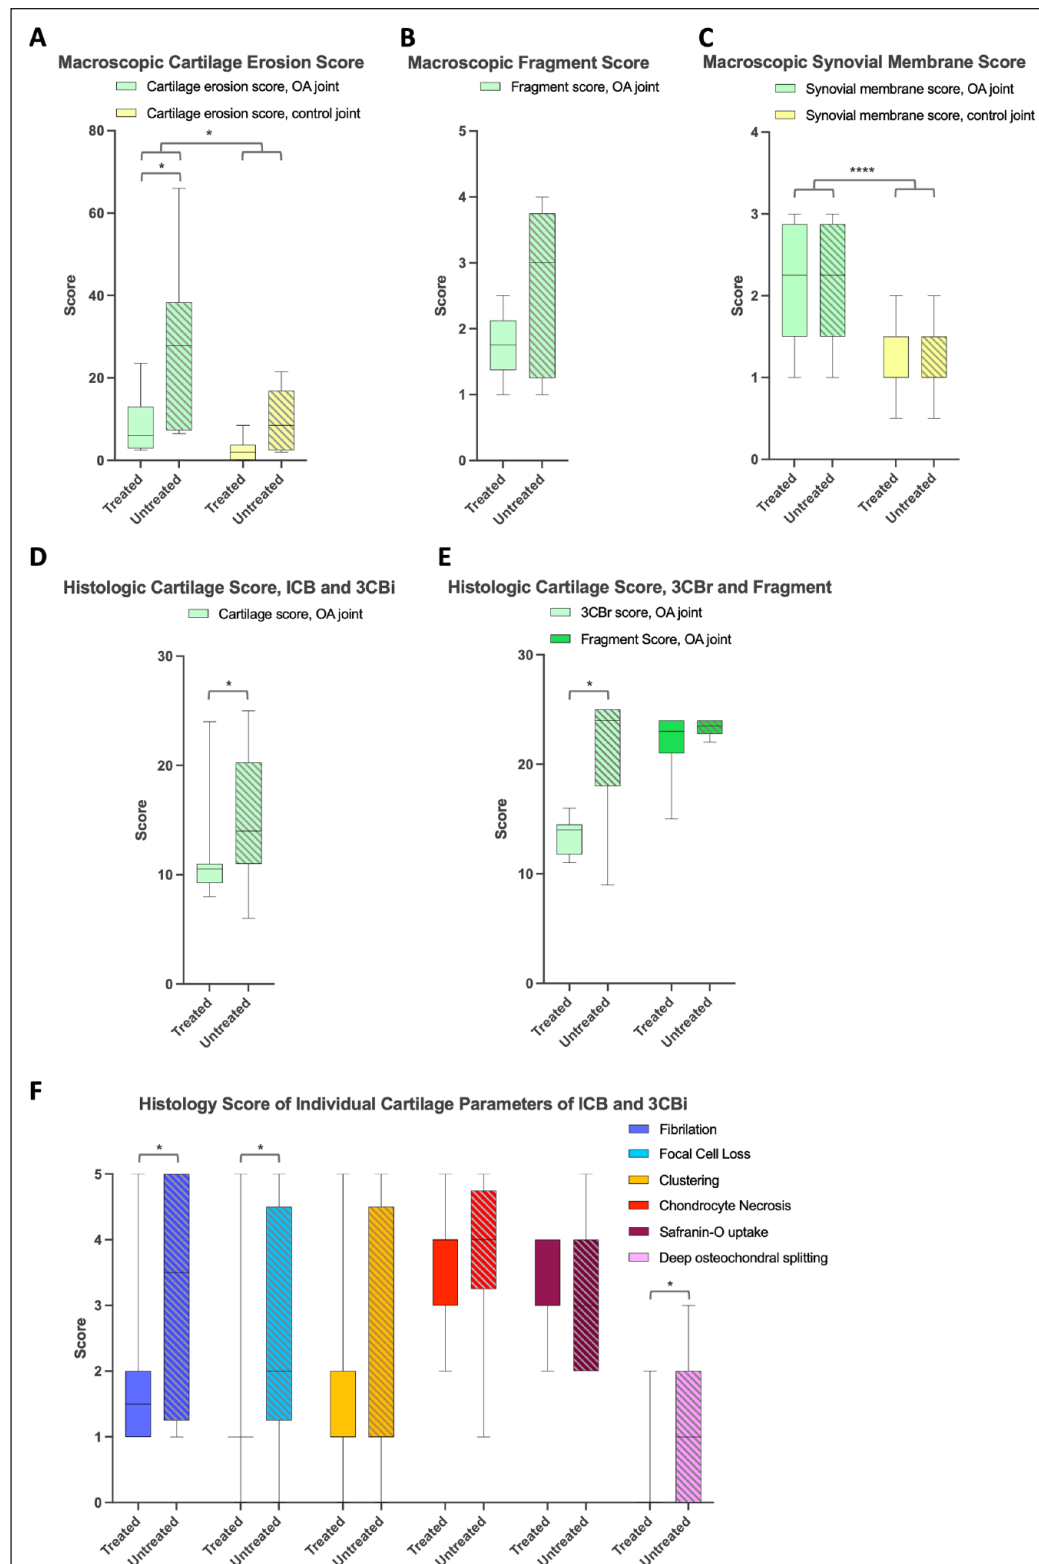 A
Macroscopic Cartilage Erosion Score
Cartilage erosion score, OA joint
Cartilage erosion score, control joint
80
60
40
20
0
Score
*
*
Treated
Untreated
Treated
Untreated
B
Macroscopic Fragment Score
Fragment score, OA joint
5
4
3
2
1
0
Score
Treated
Untreated
C
Macroscopic Synovial Membrane Score
Synovial membrane score, OA joint
Synovial membrane score, control joint
4
3
2
1
0
Score
****
Treated
Untreated
Treated
Untreated
D
Histologic Cartilage Score, ICB and 3CBi
Cartilage score, OA joint
30
20
10
0
Score
*
Treated
Untreated
E
Histologic Cartilage Score, 3CBr and Fragment
3CBr score, OA joint
Fragment Score, OA joint
30
20
10
0
Score
*
Treated
Untreated
Treated
Untreated
F
Histology Score of Individual Cartilage Parameters of ICB and 3CBi
Fibrilation
Focal Cell Loss
Clustering
Chondrocyte Necrosis
Safranin-O uptake
Deep osteochondral splitting
5
4
3
2
1
0
Score
*
*
*
Treated
Untreated
Treated
Untreated
Treated
Untreated
Treated
Untreated
Treated
Untreated
Treated
Untreated